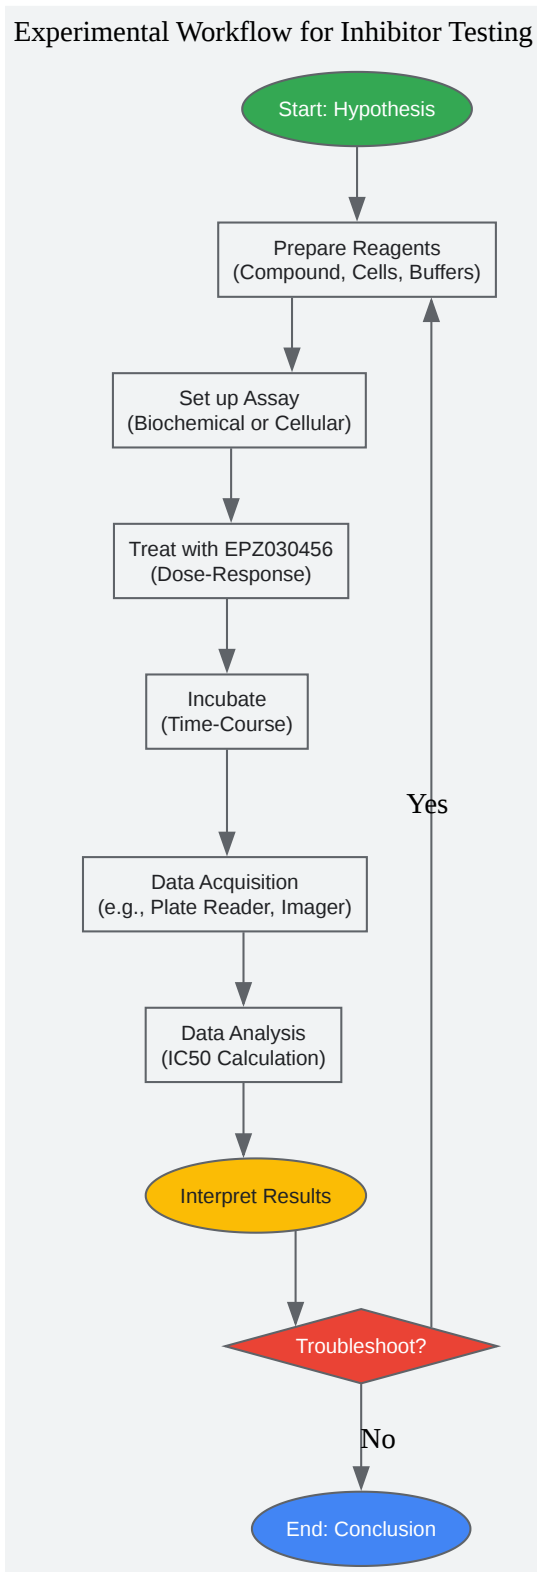 Experimental Workflow for Inhibitor Testing
Start: Hypothesis
Prepare Reagents
(Compound, Cells, Buffers)
Set up Assay
(Biochemical or Cellular)
Treat with EPZ030456
(Dose-Response)
Incubate
(Time-Course)
Yes
Data Acquisition
(e.g., Plate Reader, Imager)
Data Analysis
(IC50 Calculation)
Interpret Results
Troubleshoot?
No
End: Conclusion